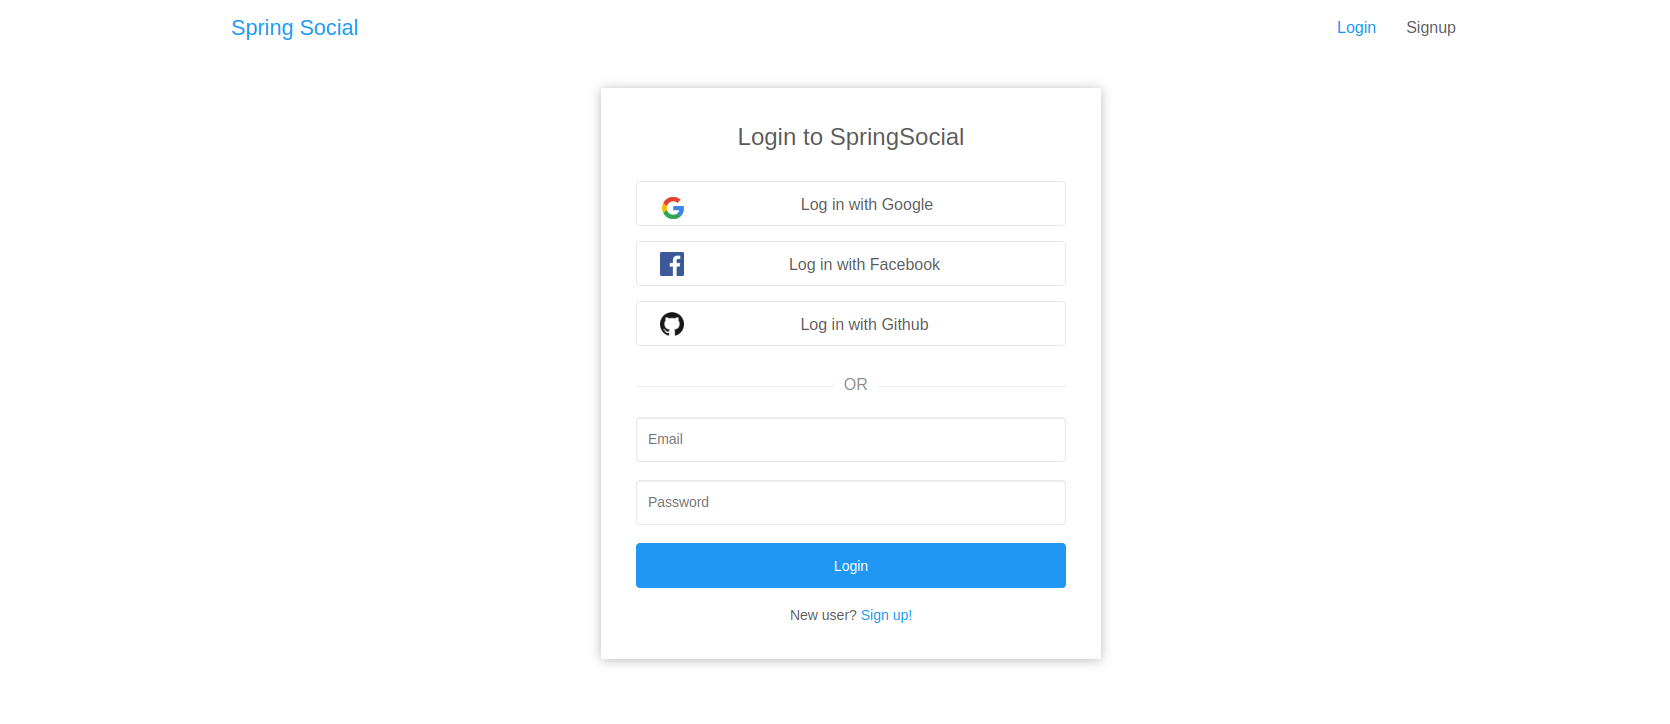 Spring Social
Login
Signup
Login to SpringSocial
Log in with Google
Log in with Facebook
Log in with Github
OR
Email
Password
Login
New user? Sign up!